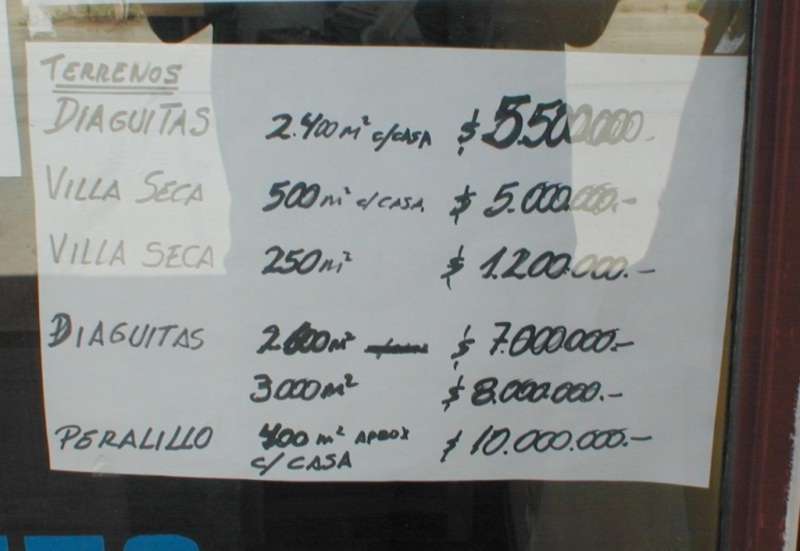 TERRENOS
DIAGUITAS 2.400 m² c/CASA $ 5.500.000.-
VILLA SECA 500 m² c/CASA. $ 5.000.000.-
VILLA SECA 250 m² $ 1.200.000.-
DIAGUITAS m² $ 7.000.000.-
3000 m² $ 8.000.000.-
PERALILLO 400 m² APROX $ 10.000.000.-
c/ CASA